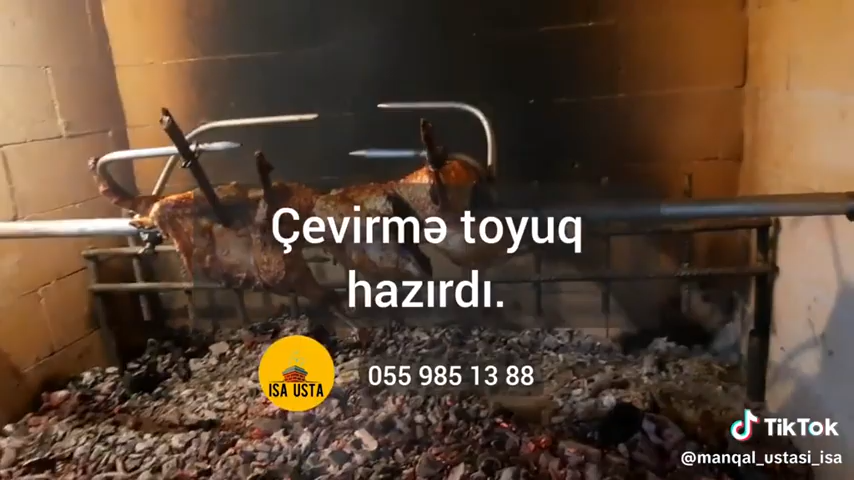 Çevirmə toyuq
hazırdı.
ISA USTA
055 985 13 88
TikTok
@manqal_ustasi_isa